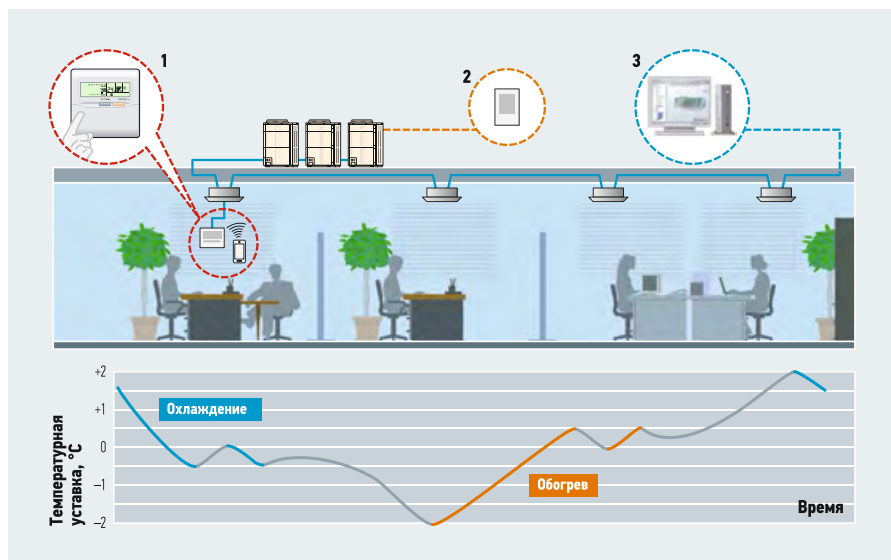 1
2
3
+2
+1
0
–1
–2
Температурная
уставка, °C
Охлаждение
Обогрев
Время